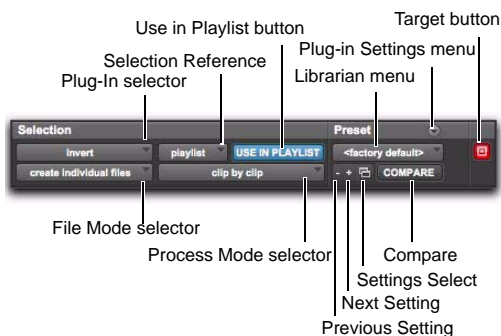 Target button
Use in Playlist button
Plug-in Settings menu
Selection Reference
Librarian menu
Plug-In selector
Selection
Preset
Invert
playlist
USE IN PLAYLIST
<factory default>
create individual files
clip by clip
- +
COMPARE
File Mode selector
Process Mode selector
Compare
Settings Select
Next Setting
Previous Setting